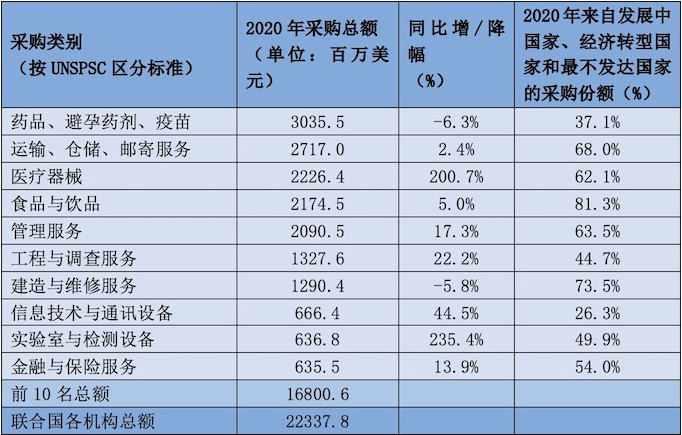 采购类别
（按 UNSPSC 区分标准）
2020 年采购总额
（单位：百万美
元）
同比增/降
幅
（%）
2020 年来自发展中
国家、经济转型国
家和最不发达国家
的采购份额（%）
药品、避孕药剂、疫苗 3035.5 -6.3% 37.1%
运输、仓储、邮寄服务 2717.0 2.4% 68.0%
医疗器械 2226.4 200.7% 62.1%
食品与饮品 2174.5 5.0% 81.3%
管理服务 2090.5 17.3% 63.5%
工程与调查服务 1327.6 22.2% 44.7%
建造与维修服务 1290.4 -5.8% 73.5%
信息技术与通讯设备 666.4 44.5% 26.3%
实验室与检测设备 636.8 235.4% 49.9%
金融与保险服务 635.5 13.9% 54.0%
前 10 名总额 16800.6
联合国各机构总额 22337.8